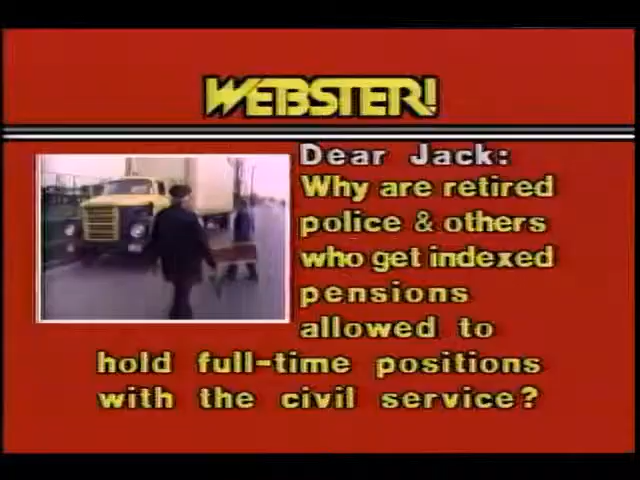 WEBSTER!
Dear Jack:
Why are retired
police & others
who get indexed
pensions
allowed to
hold full-time positions
with the civil service?